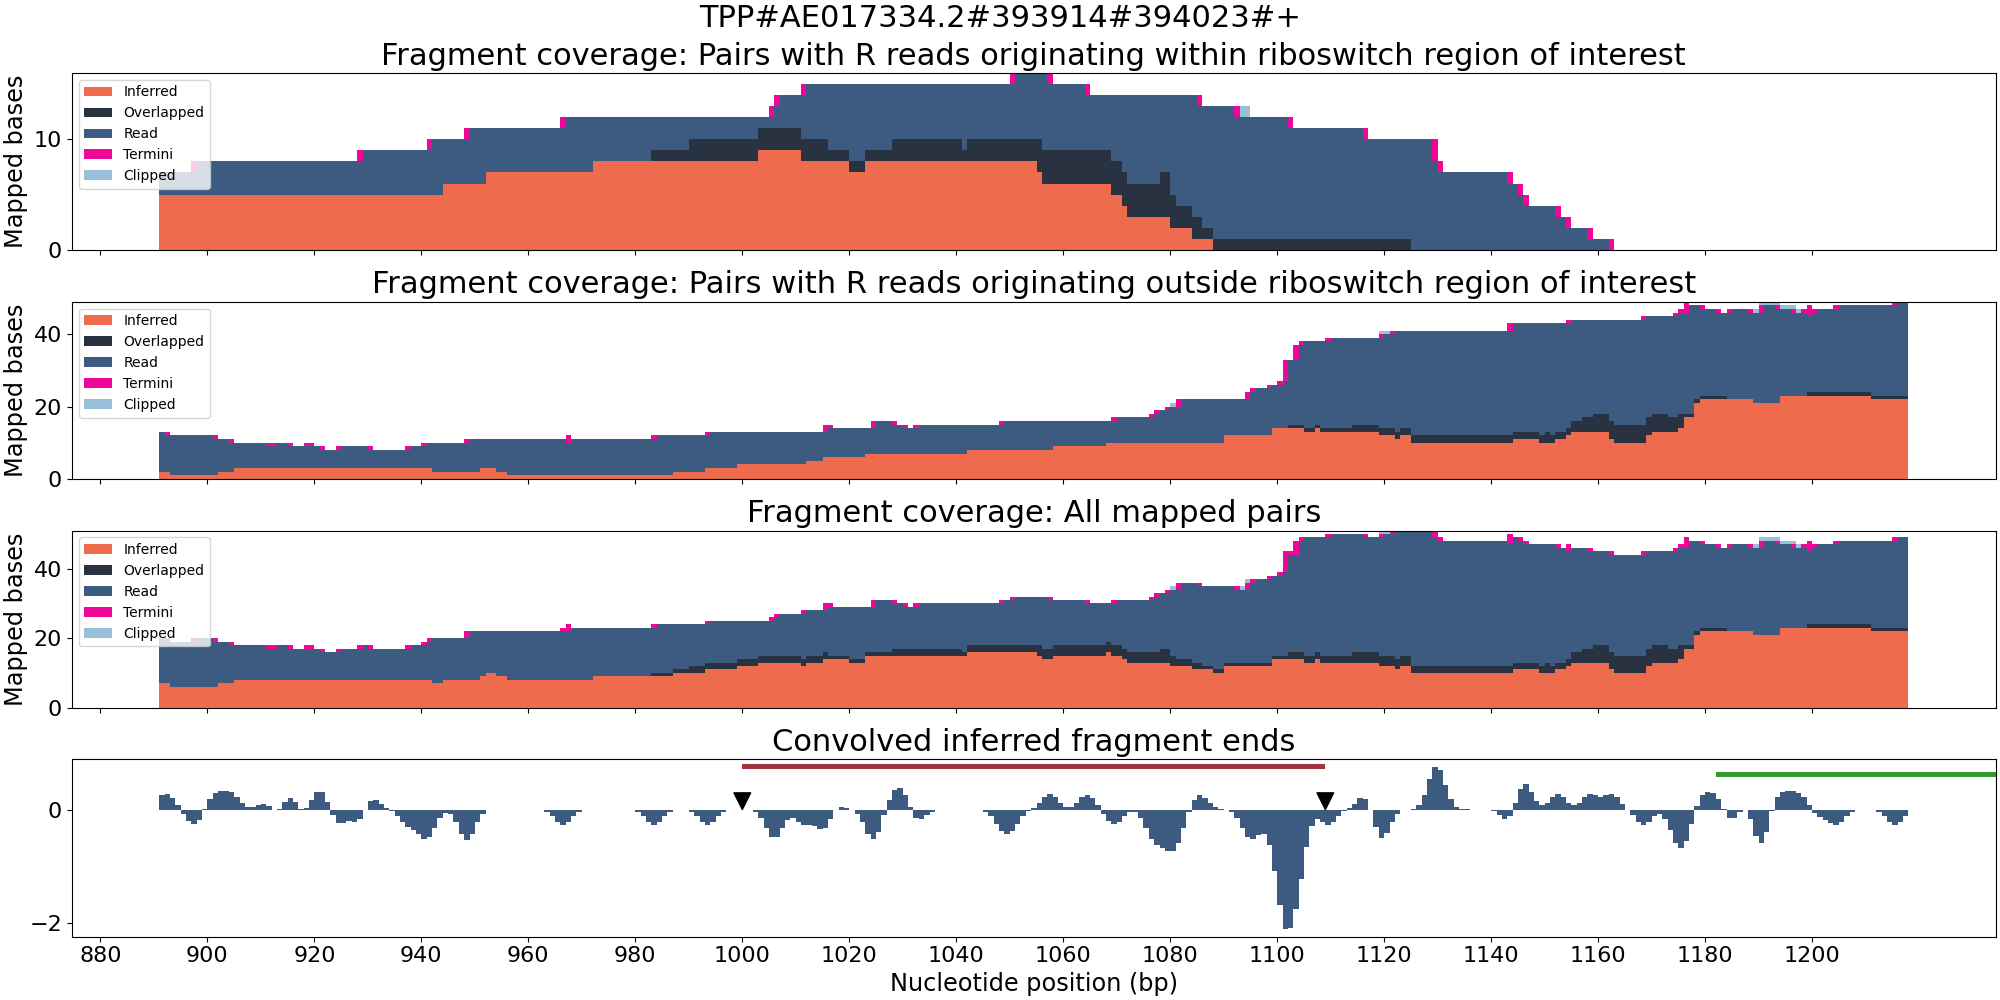 TPP#AE017334.2#393914#394023#+
Fragment coverage: Pairs with R reads originating within riboswitch region of interest
Mapped bases
10
0
Inferred
Overlapped
Read
Termini
Clipped
Fragment coverage: Pairs with R reads originating outside riboswitch region of interest
Mapped bases
40
20
0
Inferred
Overlapped
Read
Termini
Clipped
Fragment coverage: All mapped pairs
Mapped bases
40
20
0
Inferred
Overlapped
Read
Termini
Clipped
Convolved inferred fragment ends
0
−2
880 900 920 940 960 980 1000 1020 1040 1060 1080 1100 1120 1140 1160 1180 1200
Nucleotide position (bp)